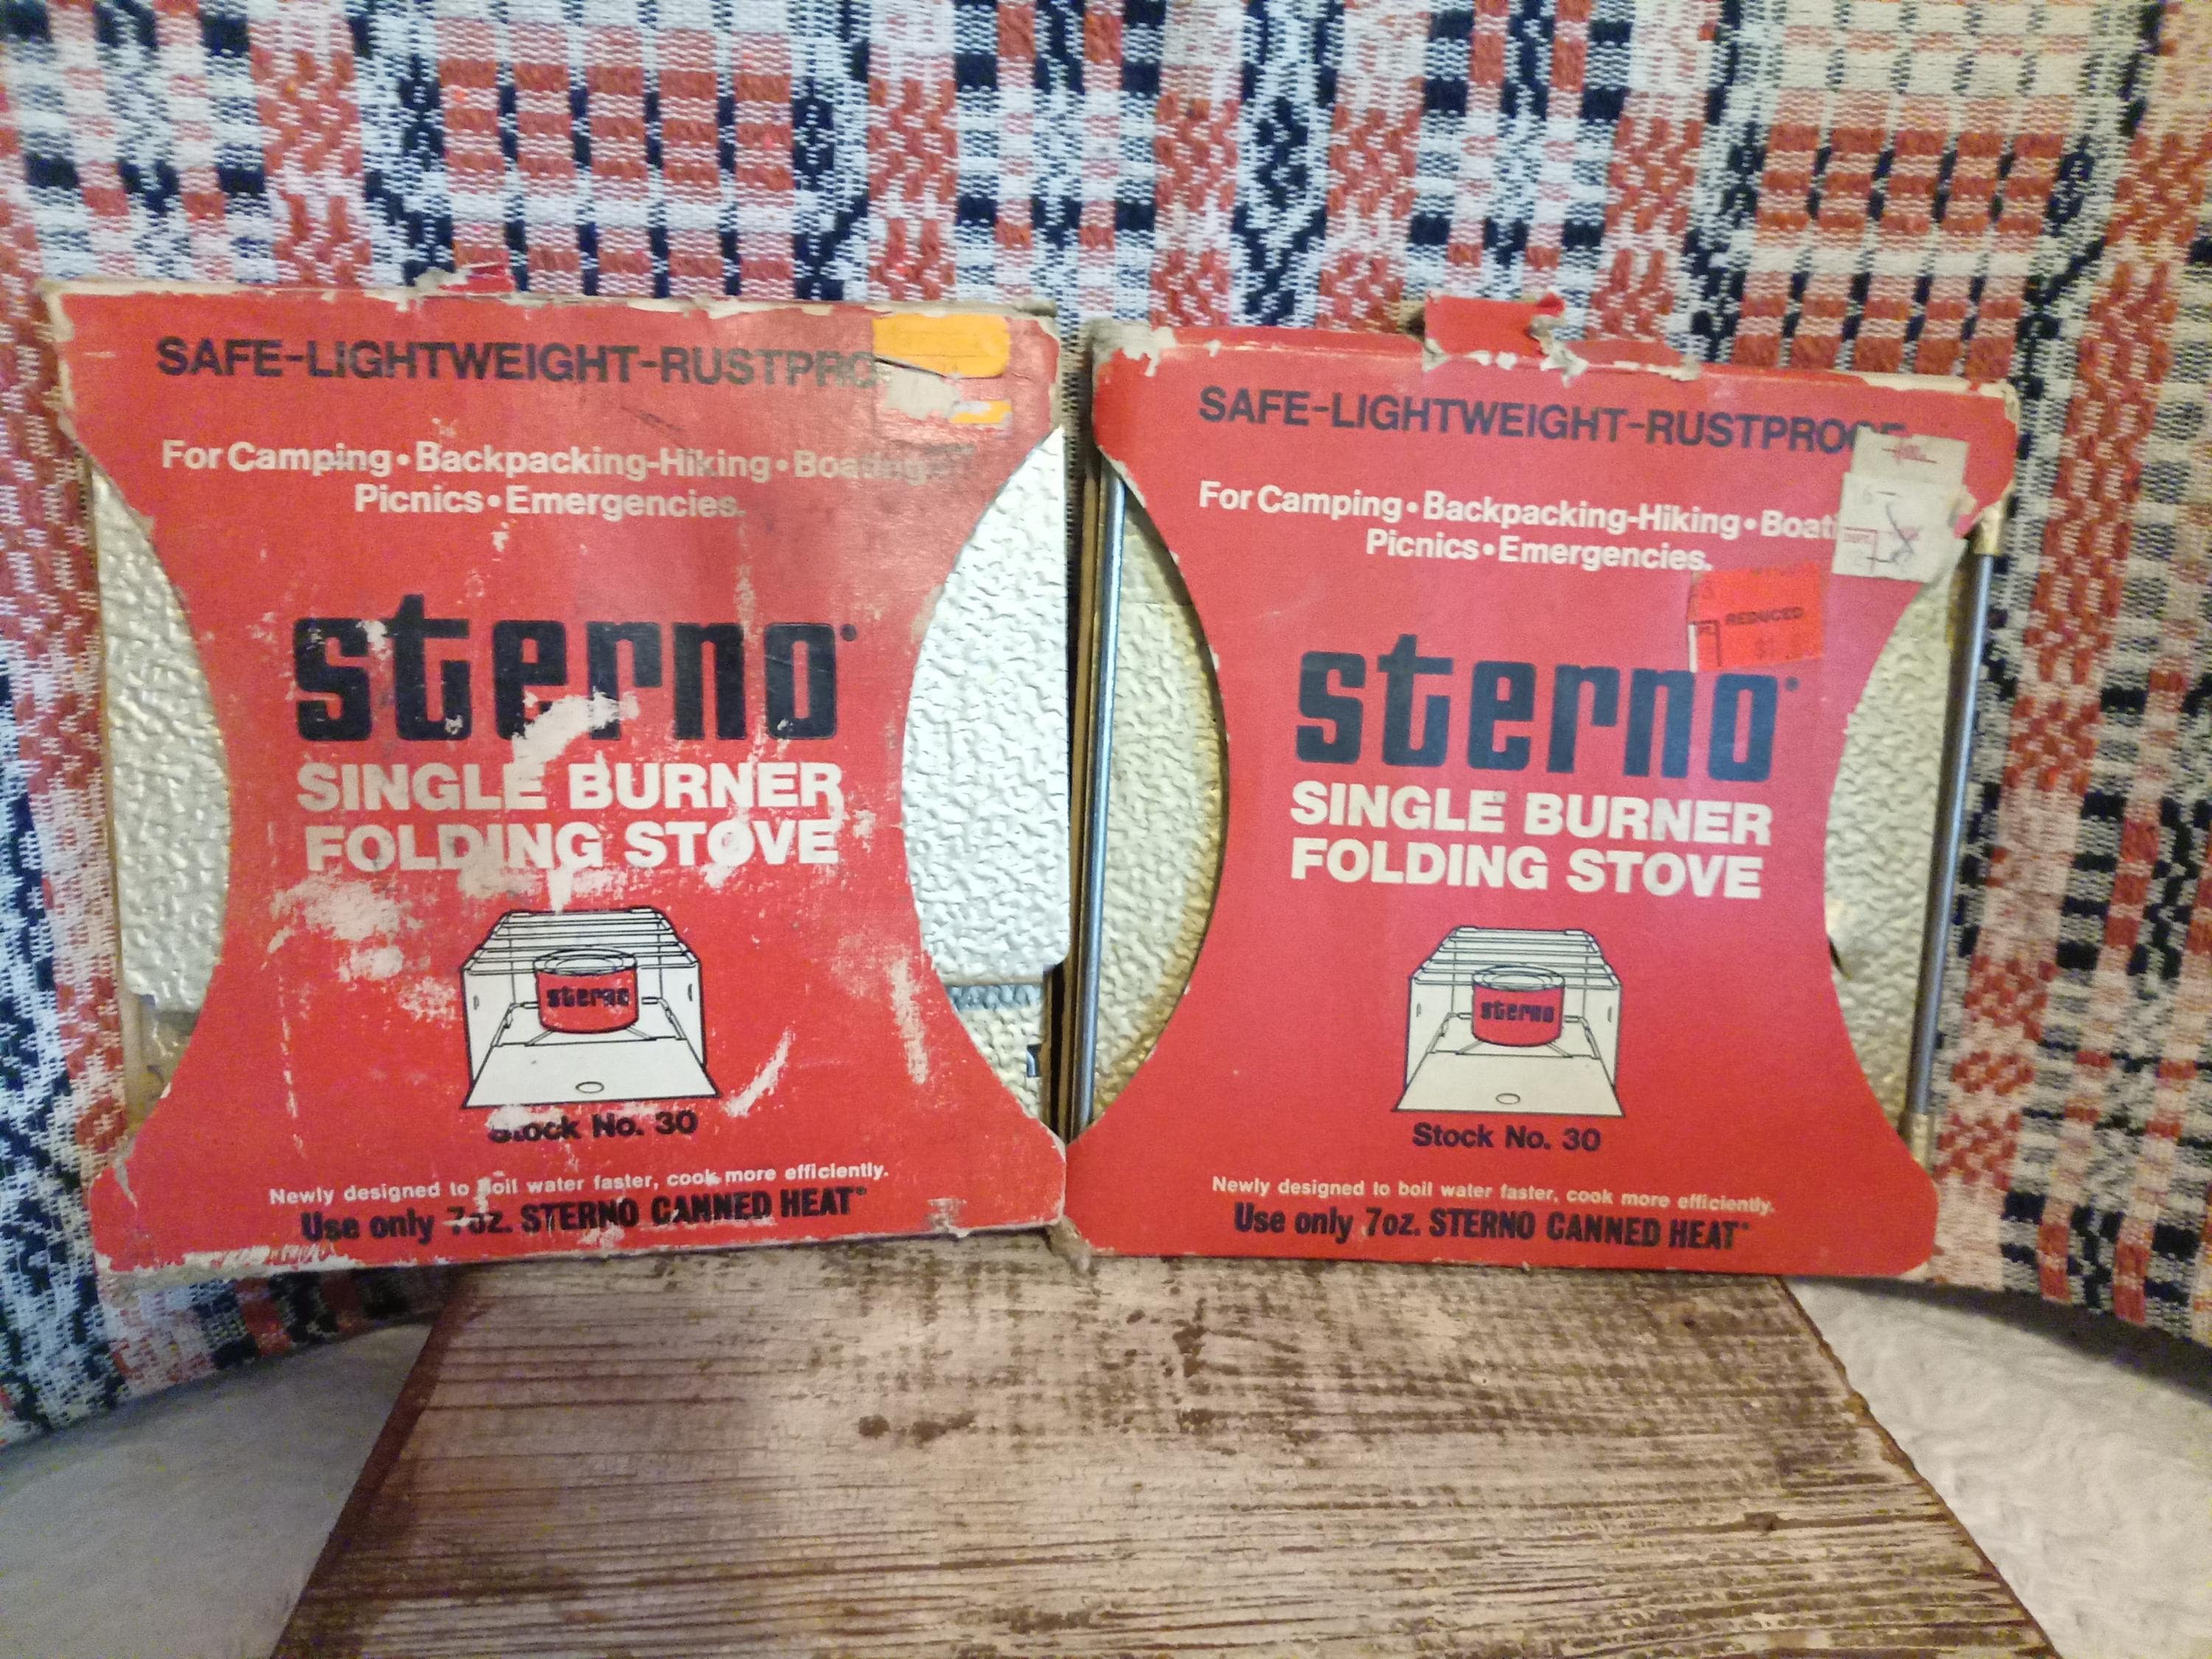 SAFE-LIGHTWEIGHT-RUSTPRO
For Camping • Backpacking-Hiking • Boating
Picnics • Emergencies.
sterno
SINGLE BURNER
FOLDING STOVE
sterno
Stock No. 30
Newly designed to boil water faster, cook more efficiently.
Use only 7oz. STERNO CANNED HEAT
SAFE-LIGHTWEIGHT-RUSTPROOF
For Camping • Backpacking-Hiking • Boati
Picnics • Emergencies.
REDUCED
sterno
SINGLE BURNER
FOLDING STOVE
sterno
Stock No. 30
Newly designed to boil water faster, cook more efficiently.
Use only 7oz. STERNO CANNED HEAT